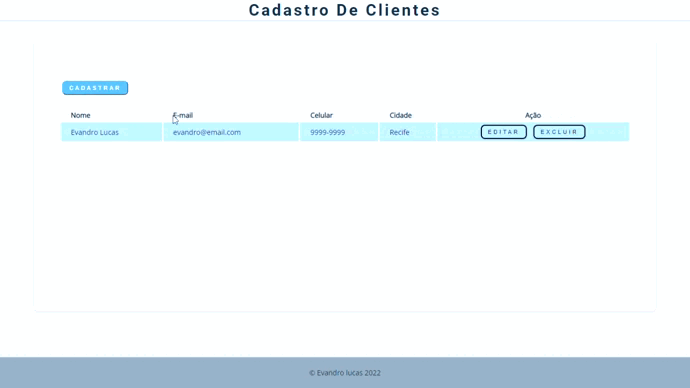 Cadastro De Clientes
CADASTRAR
Nome E-mail Celular Cidade Ação
Evandro Lucas evandro@email.com 9999-9999 Recife EDITAR EXCLUIR
© Evandro lucas 2022